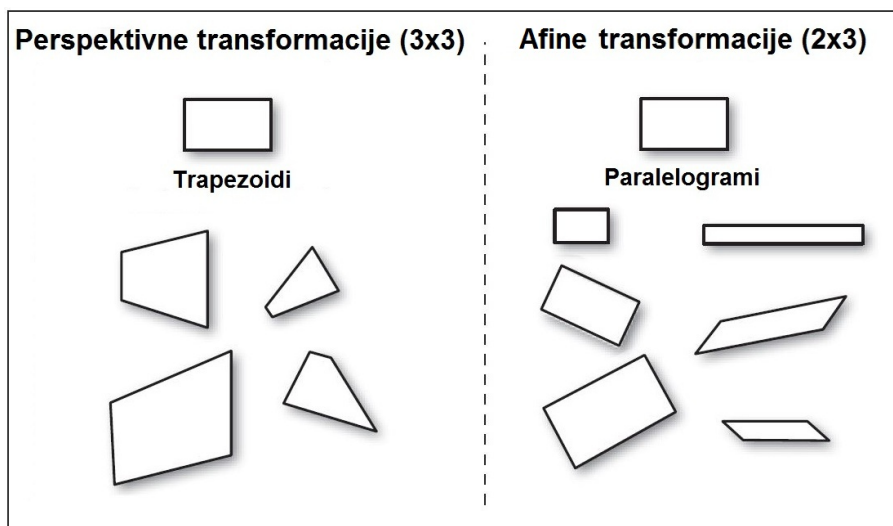 Perspektivne transformacije (3x3)
Afine transformacije (2x3)
Trapezoidi
Paralelogrami